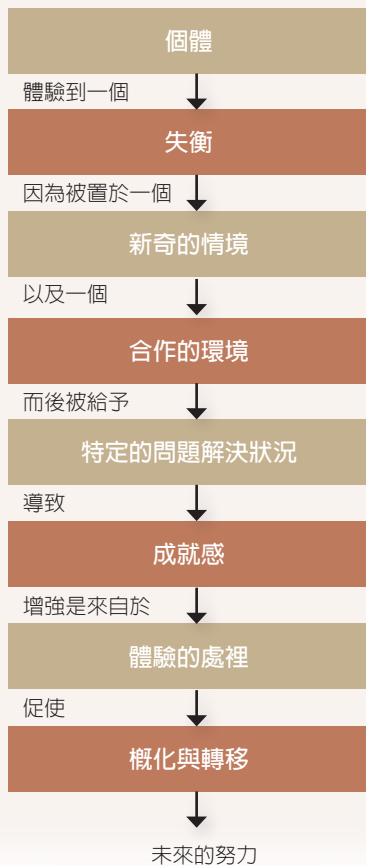 個體
體驗到一個
失衡
因為被置於一個
新奇的情境
以及一個
合作的環境
而後被給予
特定的問題解決狀況
導致
成就感
增強是來自於
體驗的處裡
促使
概化與轉移
未來的努力